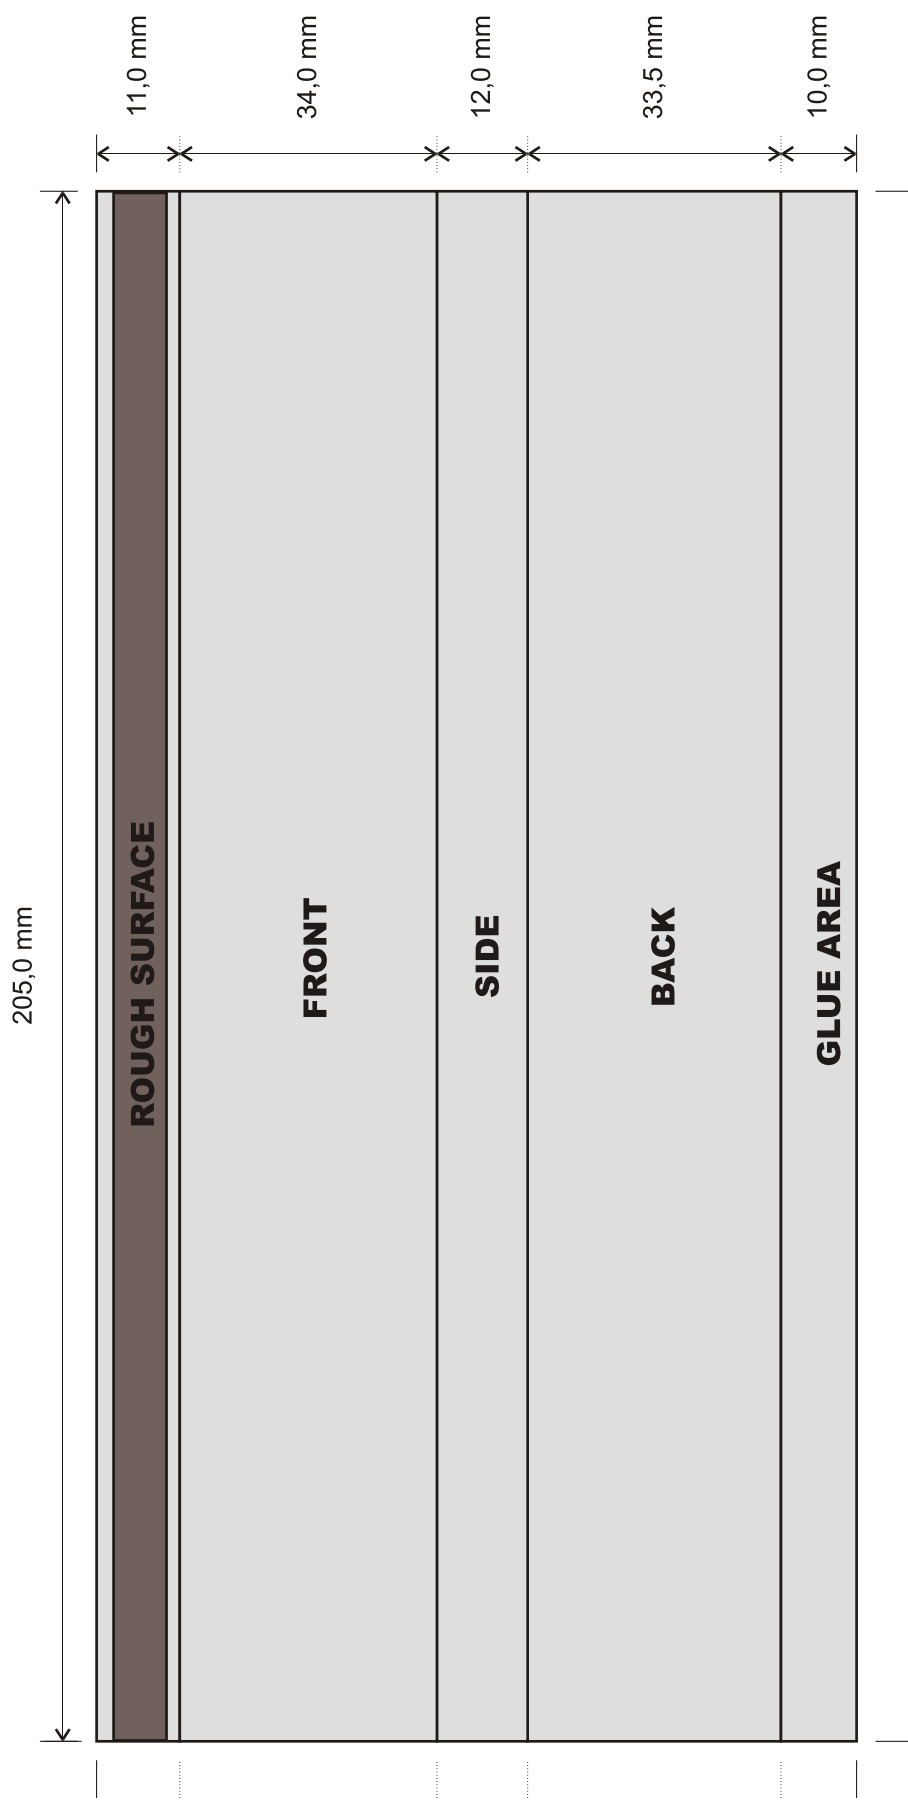 11,0 mm
34,0 mm
12,0 mm
33,5 mm
10,0 mm
205,0 mm
ROUGH SURFACE
FRONT
SIDE
BACK
GLUE AREA